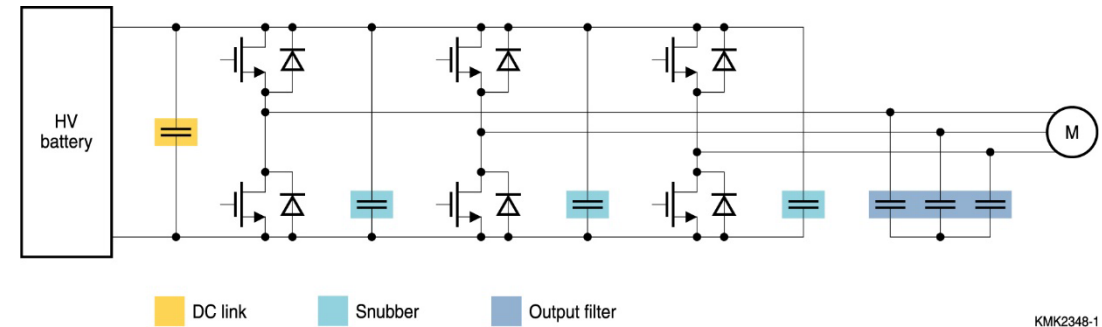 HV
battery
M
DC link
Snubber
Output filter
KMK2348-1